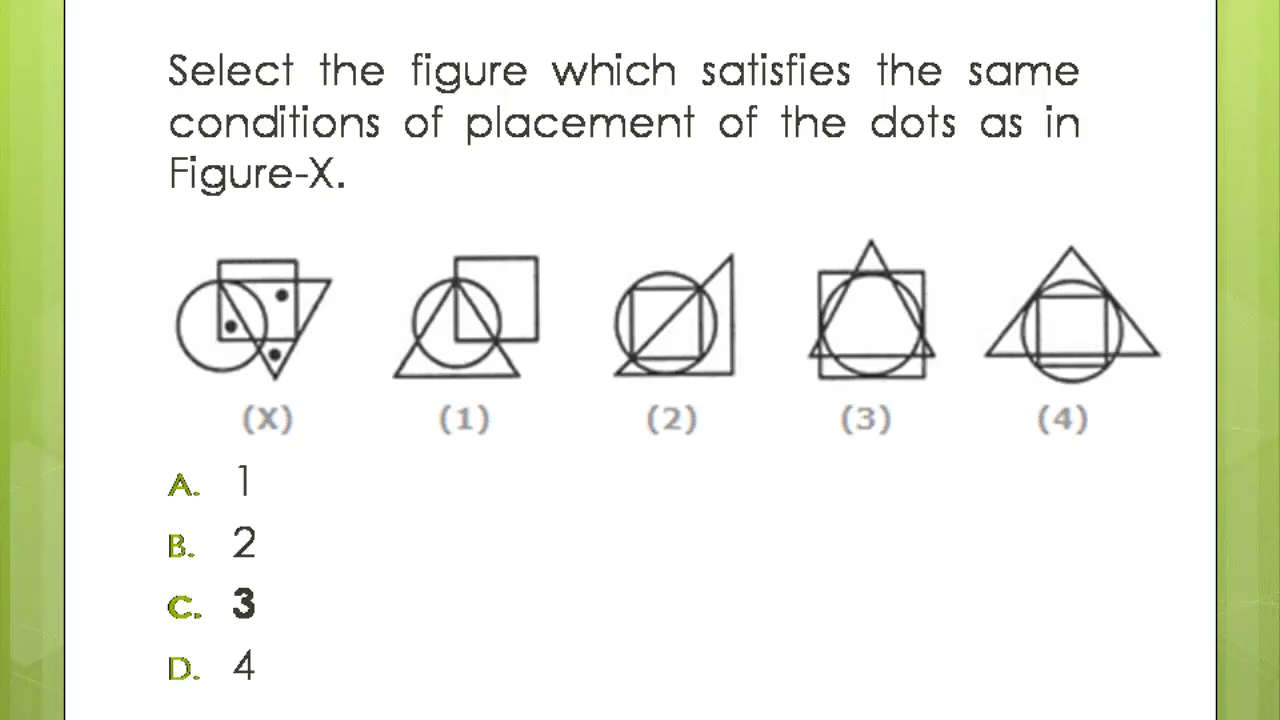 Select the figure which satisfies the same
conditions of placement of the dots as in
Figure-X.
(X) (1) (2) (3) (4)
A. 1
B. 2
C. 3
D. 4